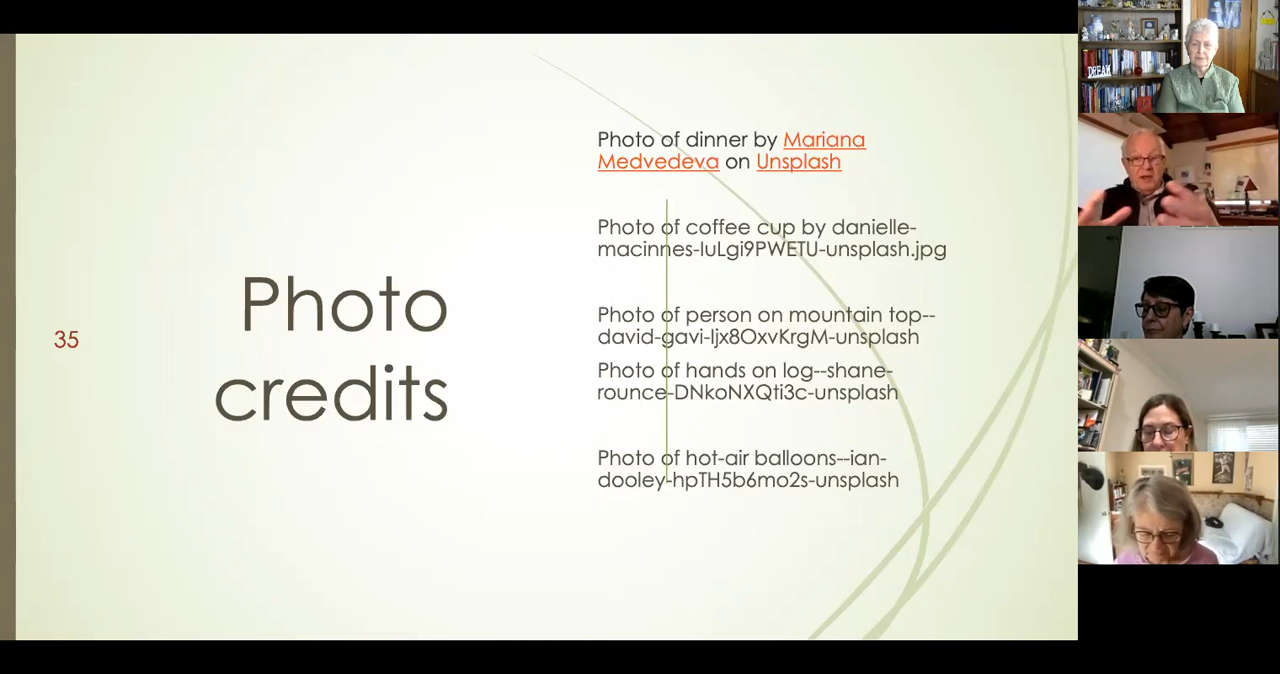 Photo of dinner by Mariana
Medvedeva on Unsplash
Photo of coffee cup by danielle-
macinnes-IuLgi9PWETU-unsplash.jpg
Photo of person on mountain top--
david-gavi-Ijx8OxvKrgM-unsplash
Photo of hands on log--shane-
rounce-DNkoNXQti3c-unsplash
Photo of hot-air balloons--ian-
dooley-hpTH5b6mo2s-unsplash
Photo
credits
35
DREAM